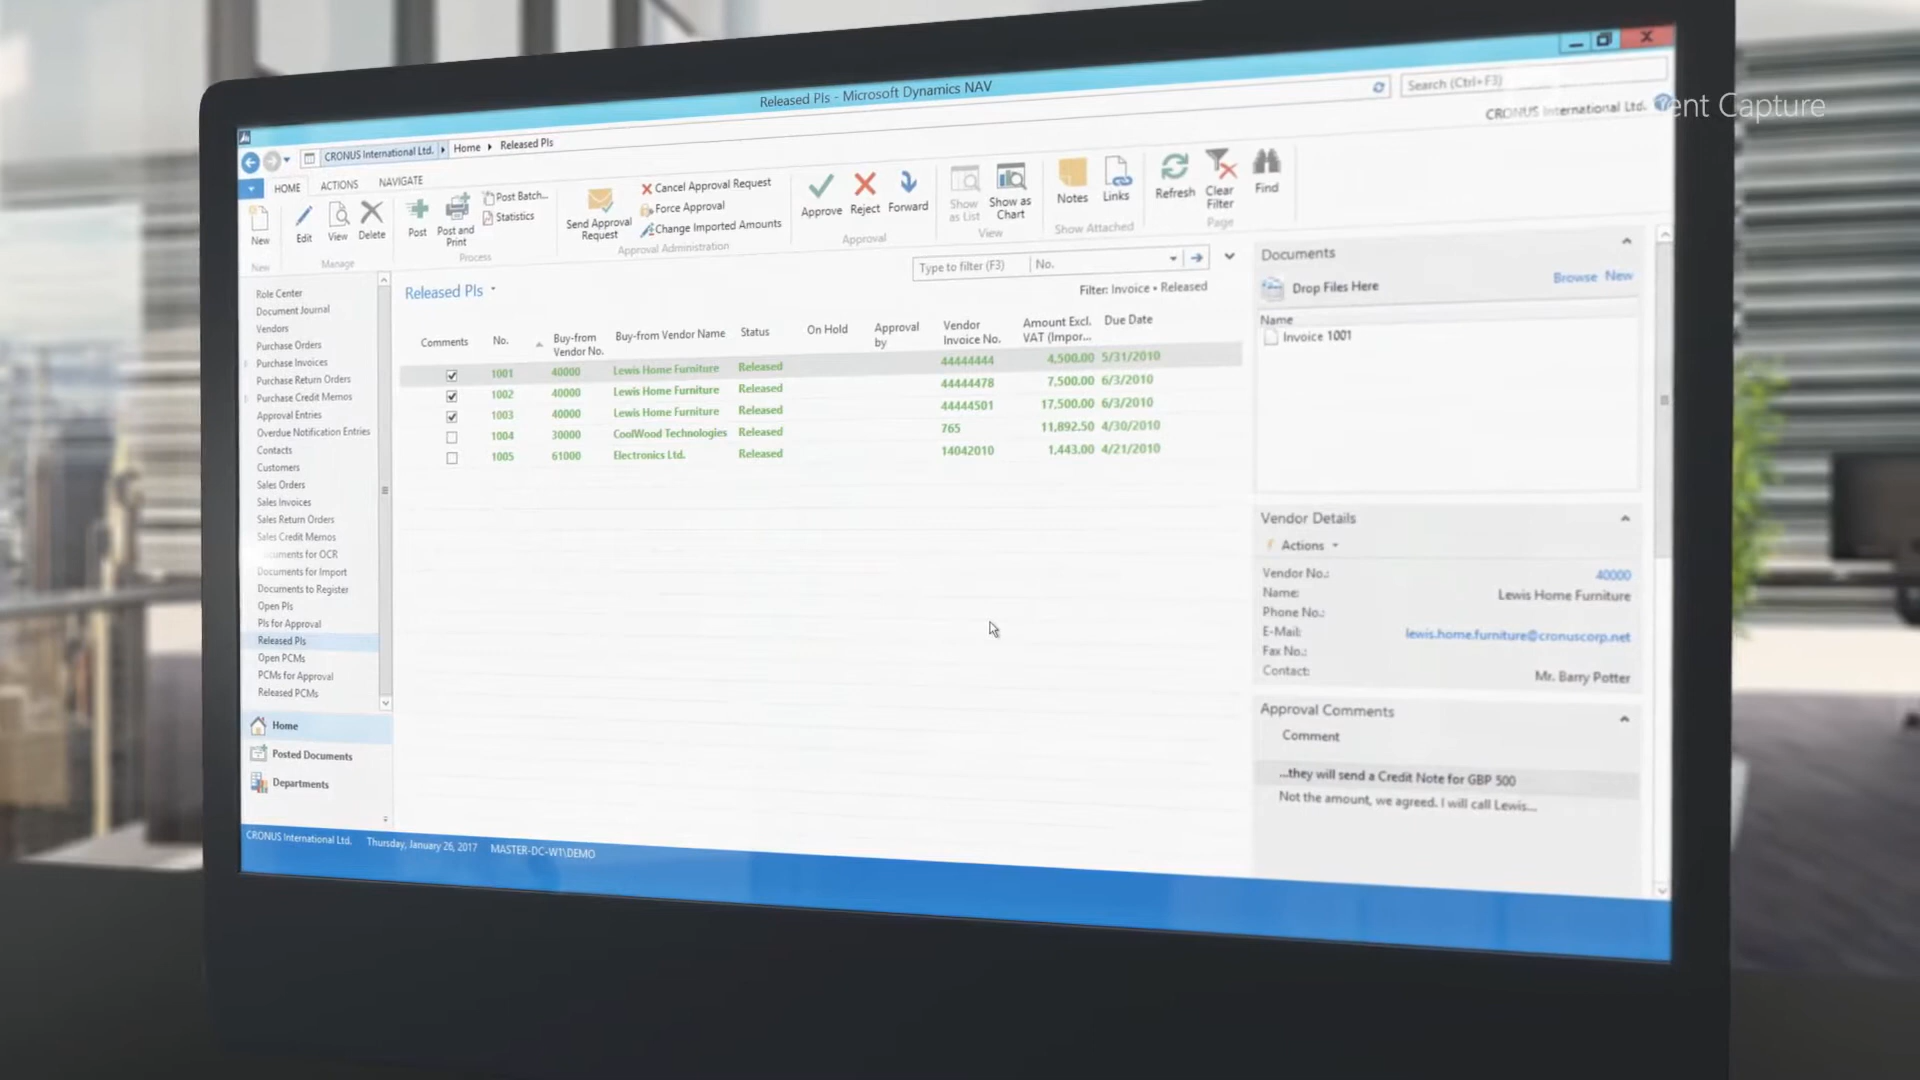 Released PIs - Microsoft Dynamics NAV
Search (Ctrl+F3)
CRONUS International Ltd. Home Released PIs
CRONUS International Ltd.
ent Capture
HOME ACTIONS NAVIGATE
New
New
Edit View Delete
Manage
Post Post and Print Post Batch... Statistics
Process
Send Approval Request
Cancel Approval Request
Force Approval
Change Imported Amounts
Approval Administration
Approve Reject Forward
Approval
Show as List Show as Chart
View
Notes Links
Show Attached
Refresh Clear Filter Find
Page
Role Center
Document Journal
Vendors
Purchase Orders
Purchase Invoices
Purchase Return Orders
Purchase Credit Memos
Approval Entries
Overdue Notification Entries
Contacts
Customers
Sales Orders
Sales Invoices
Sales Return Orders
Sales Credit Memos
cuments for OCR
Documents for Import
Documents to Register
Open PIs
PIs for Approval
Released PIs
Open PCMs
PCMs for Approval
Released PCMs
Home
Posted Documents
Departments
Released PIs
Type to filter (F3) No.
Filter: Invoice • Released
Comments No. Buy-from Vendor No. Buy-from Vendor Name Status On Hold Approval by Vendor Invoice No. Amount Excl. VAT (Impor... Due Date
1001 40000 Lewis Home Furniture Released 44444444 4,500.00 5/31/2010
1002 40000 Lewis Home Furniture Released 44444478 7,500.00 6/3/2010
1003 40000 Lewis Home Furniture Released 44444501 17,500.00 6/3/2010
1004 30000 CoolWood Technologies Released 765 11,892.50 4/30/2010
1005 61000 Electronics Ltd. Released 14042010 1,443.00 4/21/2010
Documents
Drop Files Here Browse New
Name
Invoice 1001
Vendor Details
Actions
Vendor No.: 40000
Name: Lewis Home Furniture
Phone No.:
E-Mail: lewis.home.furniture@cronuscorp.net
Fax No.:
Contact: Mr. Barry Potter
Approval Comments
Comment
...they will send a Credit Note for GBP 500
Not the amount, we agreed. I will call Lewis...
CRONUS International Ltd. Thursday, January 26, 2017 MASTER-DC-W1\DEMO